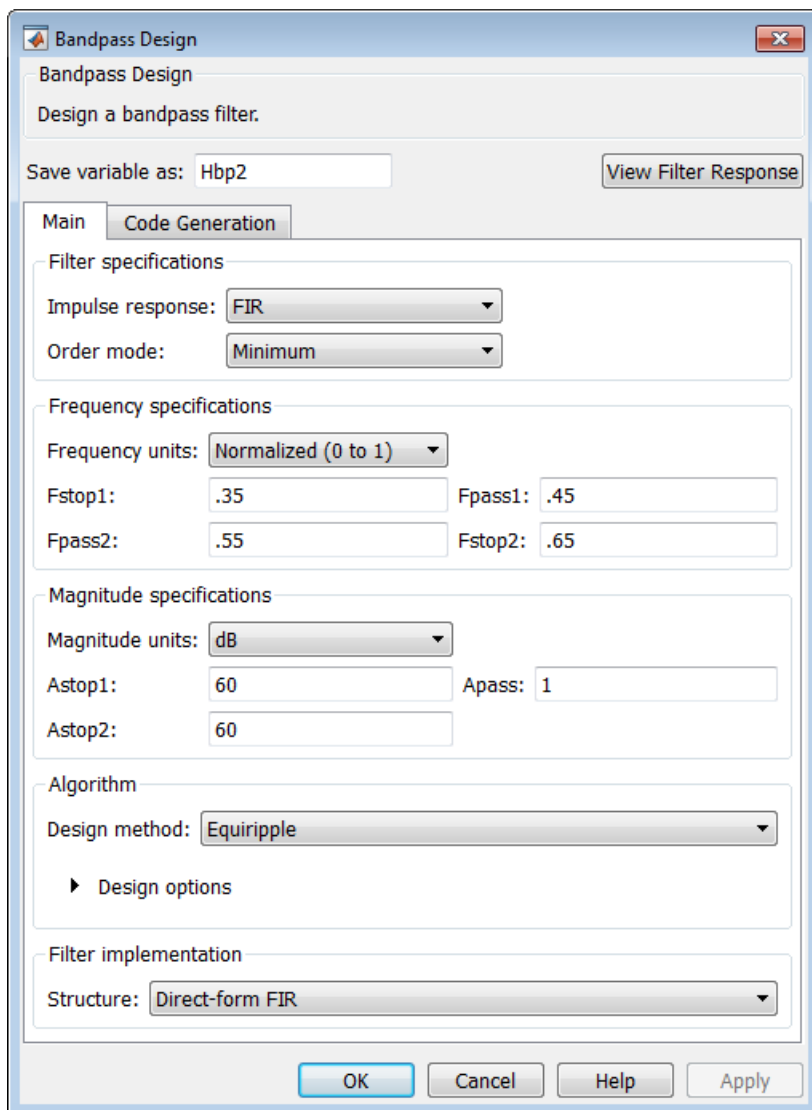 Bandpass Design
Bandpass Design
Design a bandpass filter.
Save variable as: Hbp2 View Filter Response
Main Code Generation
Filter specifications
Impulse response: FIR
Order mode: Minimum
Frequency specifications
Frequency units: Normalized (0 to 1)
Fstop1: .35 Fpass1: .45
Fpass2: .55 Fstop2: .65
Magnitude specifications
Magnitude units: dB
Astop1: 60 Apass: 1
Astop2: 60
Algorithm
Design method: Equiripple
Design options
Filter implementation
Structure: Direct-form FIR
OK Cancel Help Apply